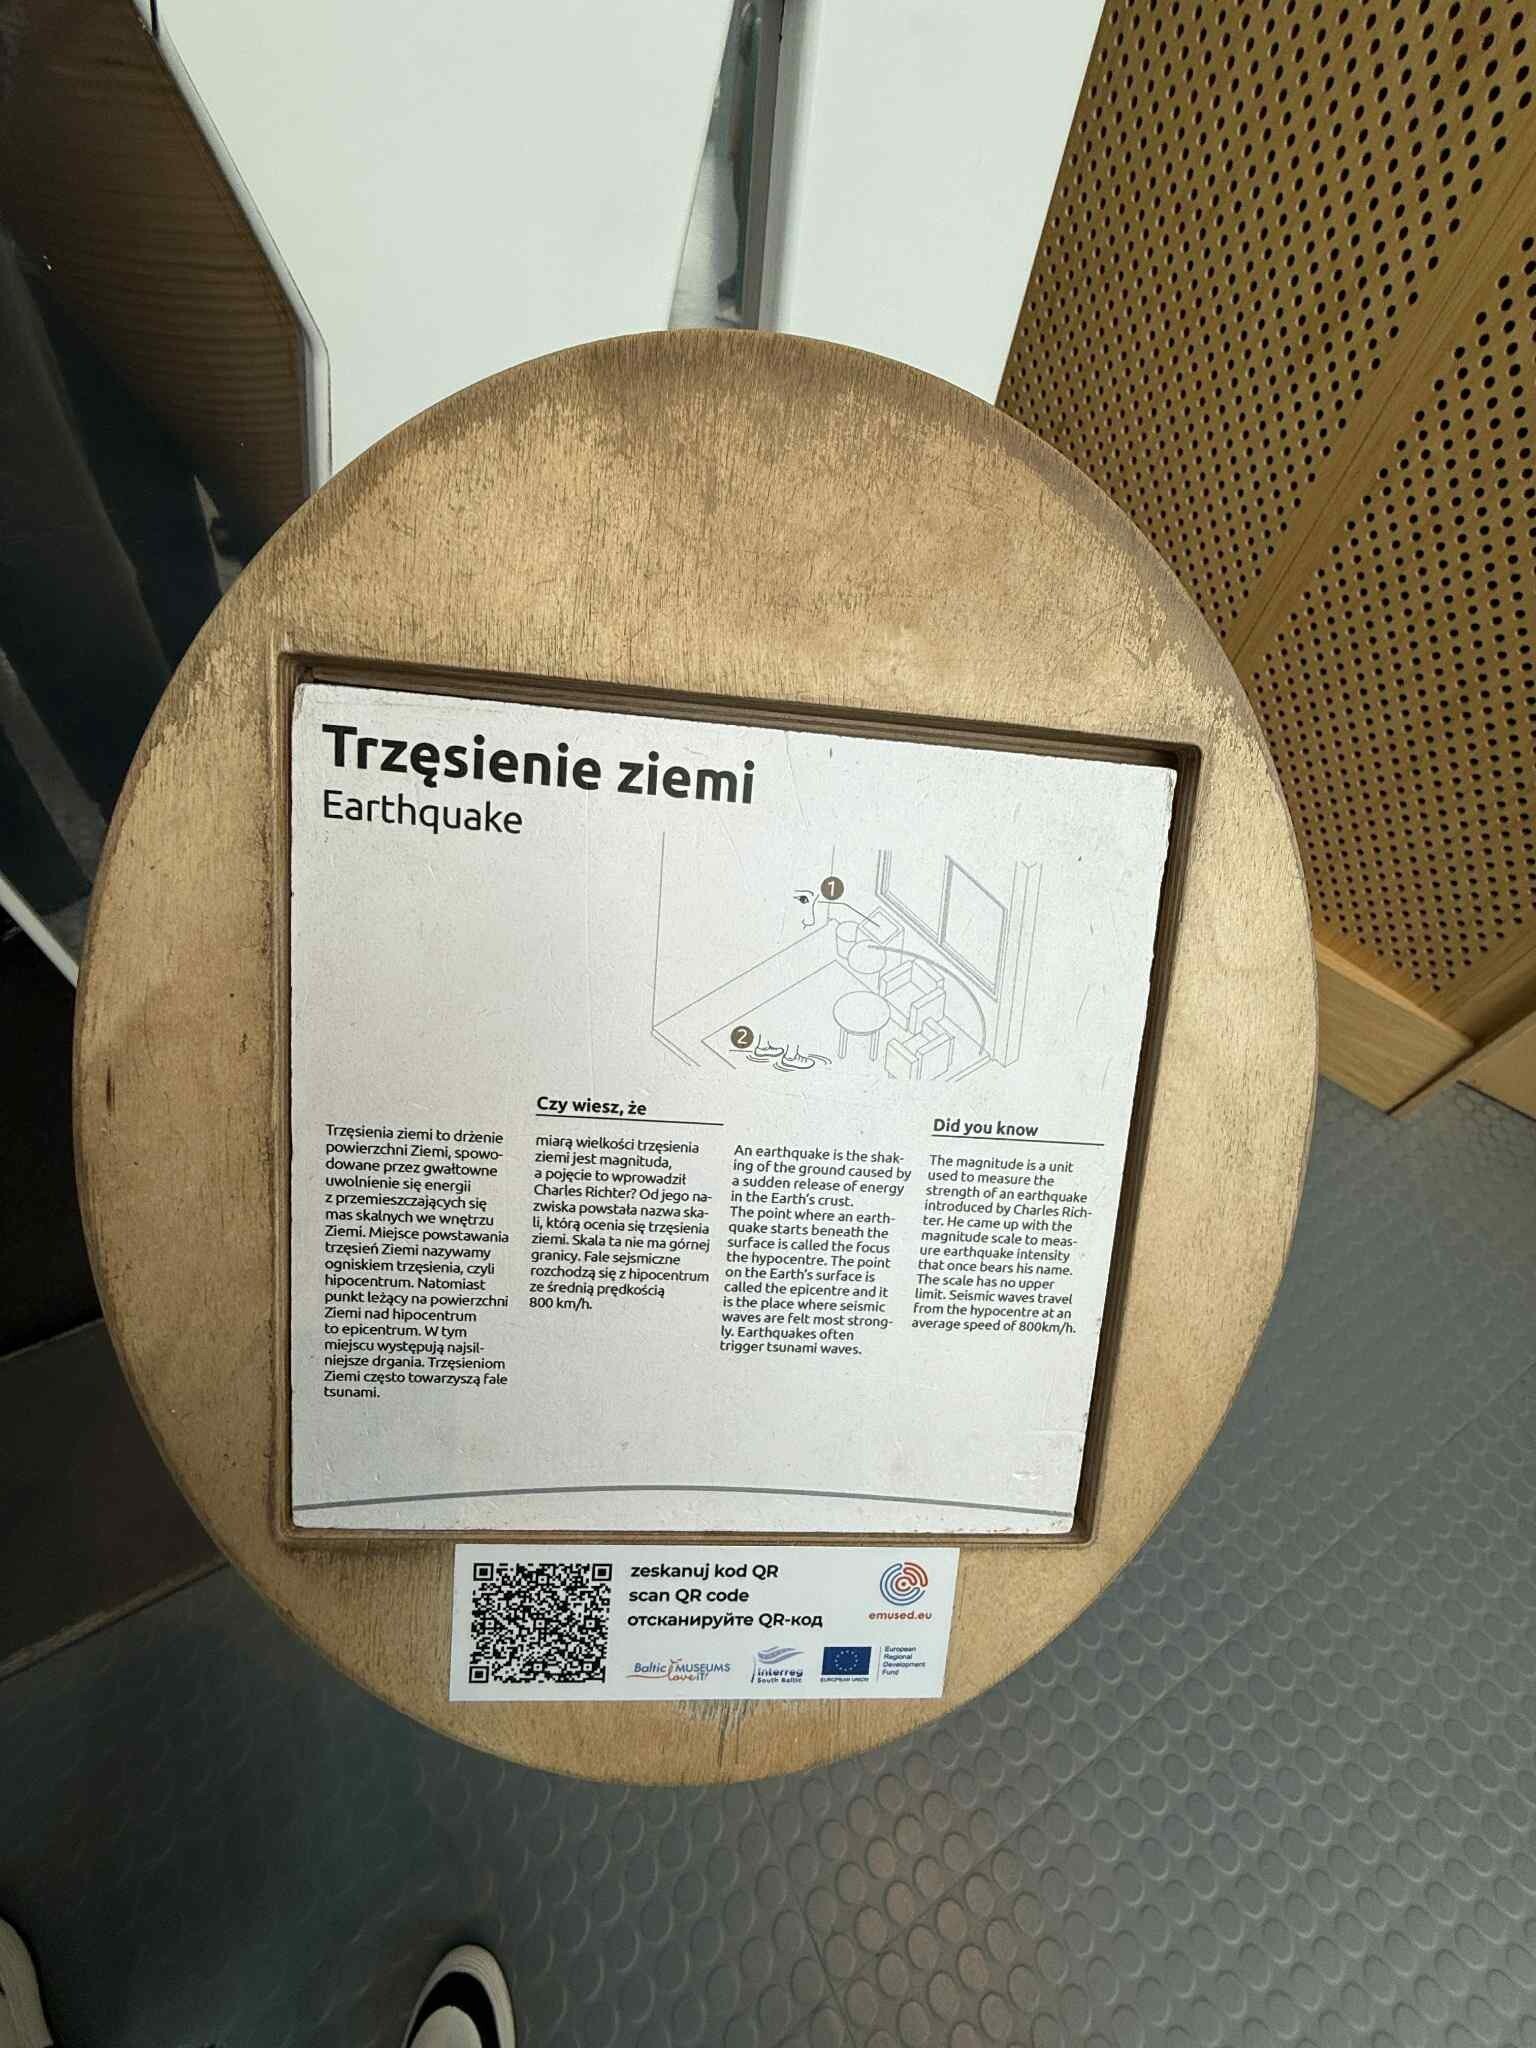 Trzęsienie ziemi
Earthquake
1
2
Trzęsienia ziemi to drżenie
powierzchni Ziemi, spowo-
dowane przez gwałtowne
uwolnienie się energii
z przemieszczających się
mas skalnych we wnętrzu
Ziemi. Miejsce powstawania
trzęsień Ziemi nazywamy
ogniskiem trzęsienia, czyli
hipocentrum. Natomiast
punkt leżący na powierzchni
Ziemi nad hipocentrum
to epicentrum. W tym
miejscu występują najsil-
niejsze drgania. Trzęsieniom
Ziemi często towarzyszą fale
tsunami.
Czy wiesz, że
miarą wielkości trzęsienia
ziemi jest magnituda,
a pojęcie to wprowadził
Charles Richter? Od jego na-
zwiska powstała nazwa ska-
li, którą ocenia się trzęsienia
ziemi. Skala ta nie ma górnej
granicy. Fale sejsmiczne
rozchodzą się z hipocentrum
ze średnią prędkością
800 km/h.
An earthquake is the shak-
ing of the ground caused by
a sudden release of energy
in the Earth's crust.
The point where an earth-
quake starts beneath the
surface is called the focus
the hypocentre. The point
on the Earth's surface is
called the epicentre and it
is the place where seismic
waves are felt most strong-
ly. Earthquakes often
trigger tsunami waves.
Did you know
The magnitude is a unit
used to measure the
strength of an earthquake
introduced by Charles Rich-
ter. He came up with the
magnitude scale to meas-
ure earthquake intensity
that once bears his name.
The scale has no upper
limit. Seismic waves travel
from the hypocentre at an
average speed of 800km/h.
zeskanuj kod QR
scan QR code
отсканируйте QR-код
emused.eu
Baltic MUSEUMS
Love IT!
Interreg
South Baltic
EUROPEAN UNION
European
Regional
Development
Fund